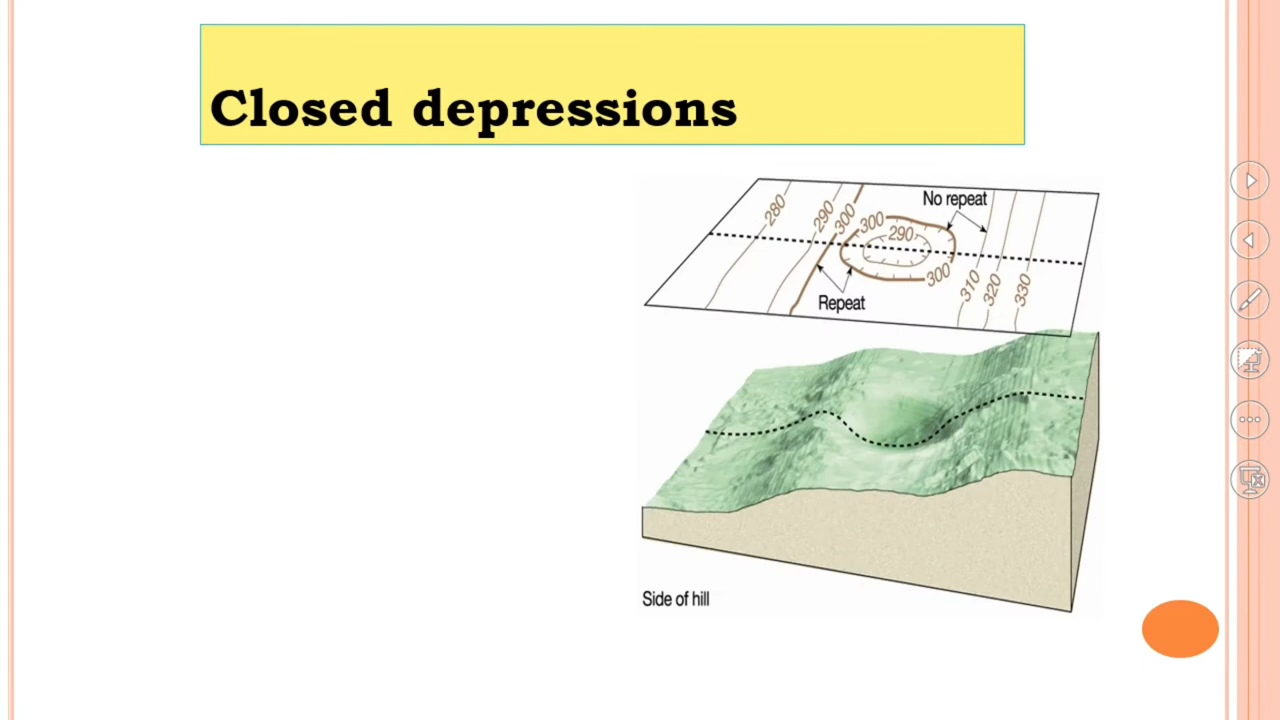 Closed depressions
No repeat
280
290
300
300
290
300
310
320
330
Repeat
Side of hill